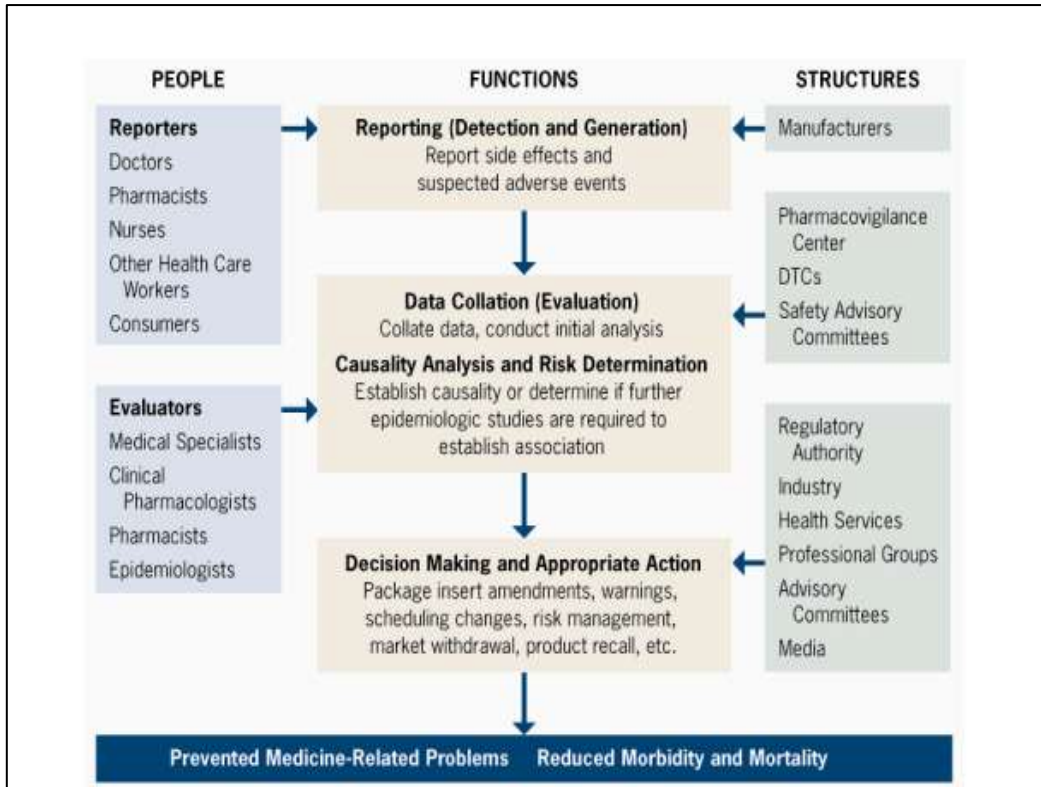 PEOPLE
Reporters
Doctors
Pharmacists
Nurses
Other Health Care
Workers
Consumers
Evaluators
Medical Specialists
Clinical
Pharmacologists
Pharmacists
Epidemiologists
FUNCTIONS
Reporting (Detection and Generation)
Report side effects and
suspected adverse events
Data Collation (Evaluation)
Collate data, conduct initial analysis
Causality Analysis and Risk Determination
Establish causality or determine if further
epidemiologic studies are required to
establish association
Decision Making and Appropriate Action
Package insert amendments, warnings,
scheduling changes, risk management,
market withdrawal, product recall, etc.
STRUCTURES
Manufacturers
Pharmacovigilance
Center
DTCs
Safety Advisory
Committees
Regulatory
Authority
Industry
Health Services
Professional Groups
Advisory
Committees
Media
Prevented Medicine-Related Problems Reduced Morbidity and Mortality